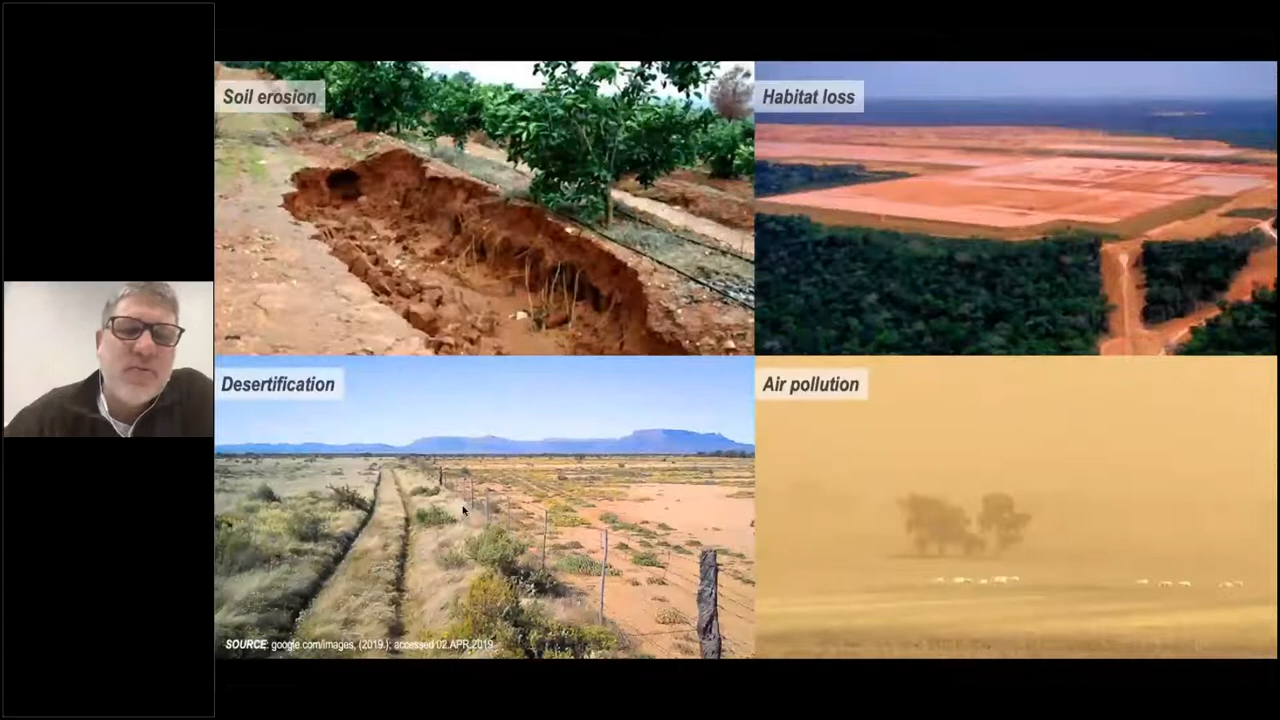 Soil erosion
Habitat loss
Desertification
Air pollution
SOURCE: google.com/images, (2019.); accessed 02.APR.2019